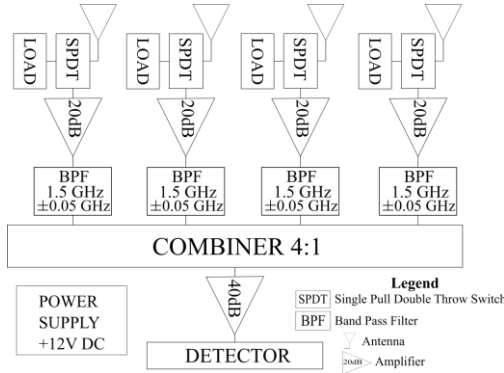 LOAD SPDT LOAD SPDT LOAD SPDT LOAD SPDT
20dB 20dB 20dB 20dB
BPF BPF BPF BPF
1.5 GHz 1.5 GHz 1.5 GHz 1.5 GHz
±0.05 GHz ±0.05 GHz ±0.05 GHz ±0.05 GHz
COMBINER 4:1
40dB
POWER
SUPPLY
+12V DC
DETECTOR
Legend
SPDT Single Pull Double Throw Switch
BPF Band Pass Filter
Antenna
20dB Amplifier